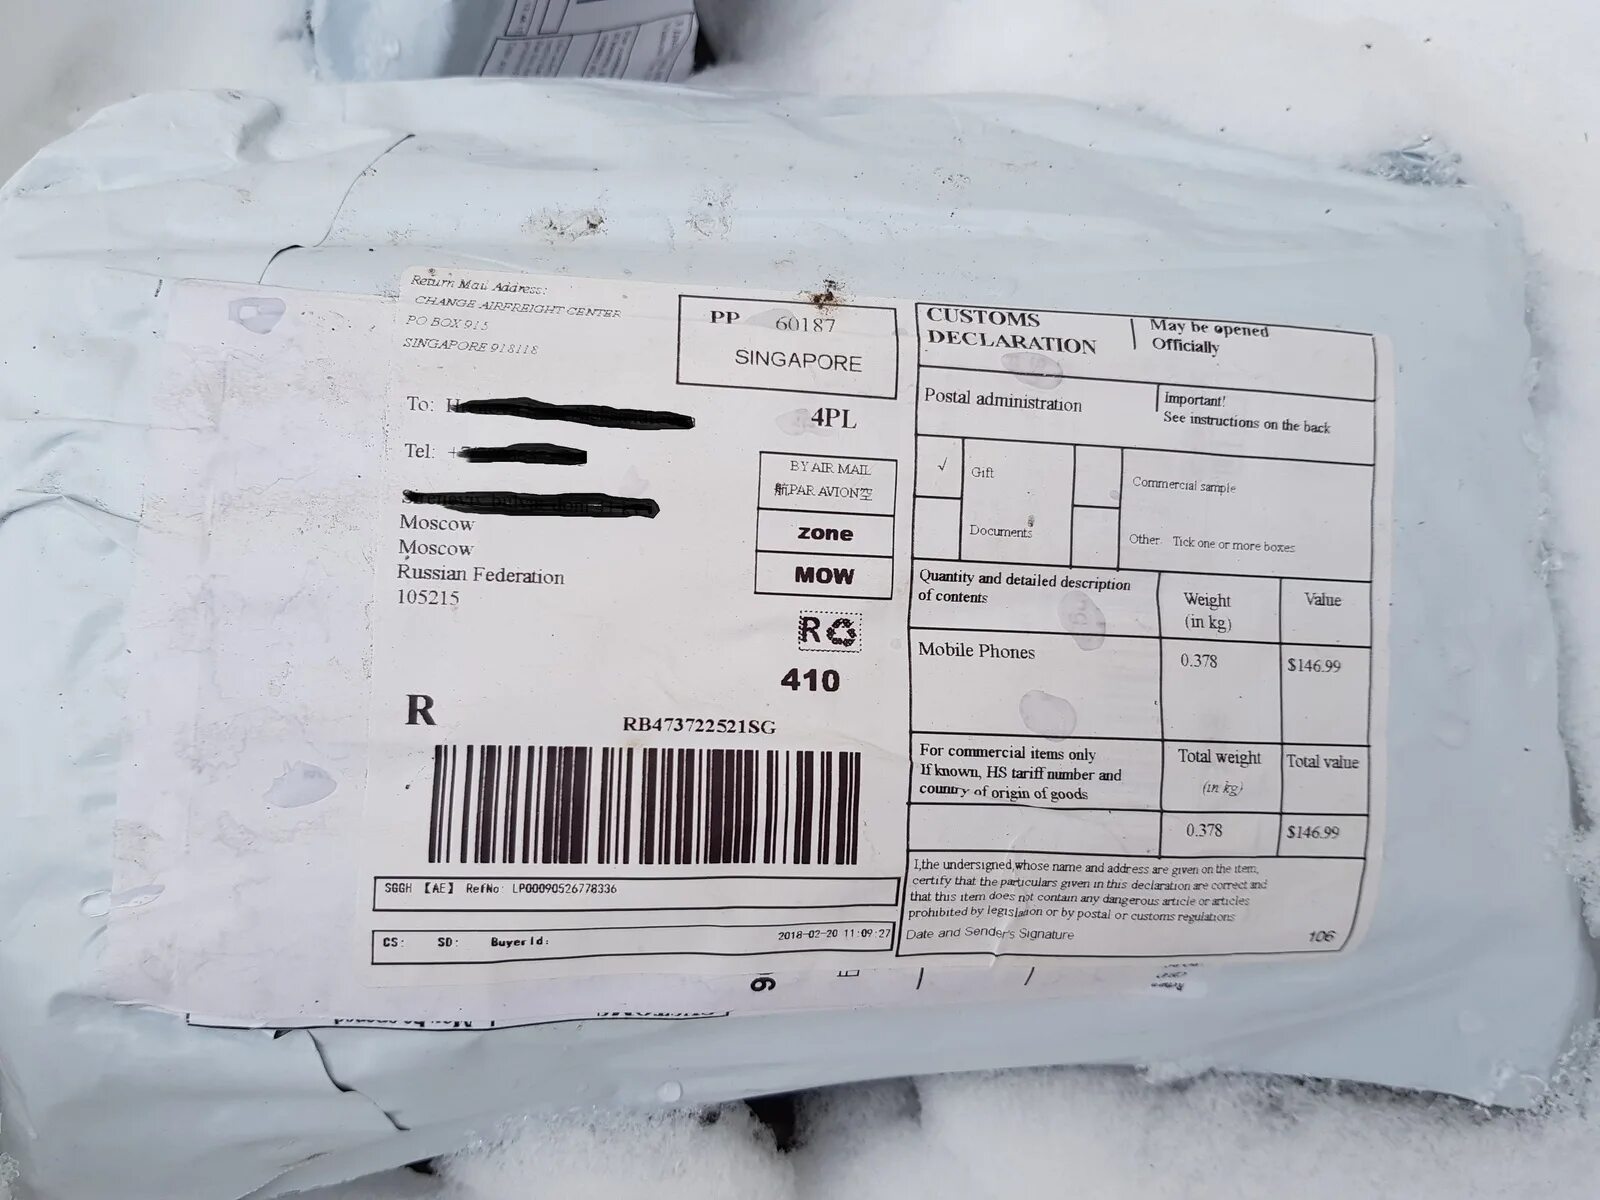 Return Mail Address:
CHANGE AIRFREIGHT CENTER
PO BOX 915
SINGAPORE 918118
PP 60187
SINGAPORE
To:
4PL
Tel:
BY AIR MAIL
航PAR AVION空
zone
MOW
Moscow
Moscow
Russian Federation
105215
R
410
R
RB473722521SG
SGGH 【AE】 RefNo: LP00090526778336
CS: SD: BuyerId:
2018-02-20 11:09:27
CUSTOMS
DECLARATION
May be opened
Officially
Postal administration
Important!
See instructions on the back
√ Gift
Commercial sample
Documents
Other Tick one or more boxes
Quantity and detailed description
of contents
Weight
(in kg)
Value
Mobile Phones
0.378
$146.99
For commercial items only
If known, HS tariff number and
country of origin of goods
Total weight
(in kg)
Total value
0.378
$146.99
I,the undersigned,whose name and address are given on the item,
certify that the particulars given in this declaration are correct and
that this item does not contain any dangerous article or articles
prohibited by legislation or by postal or customs regulations
Date and Sender's Signature
106